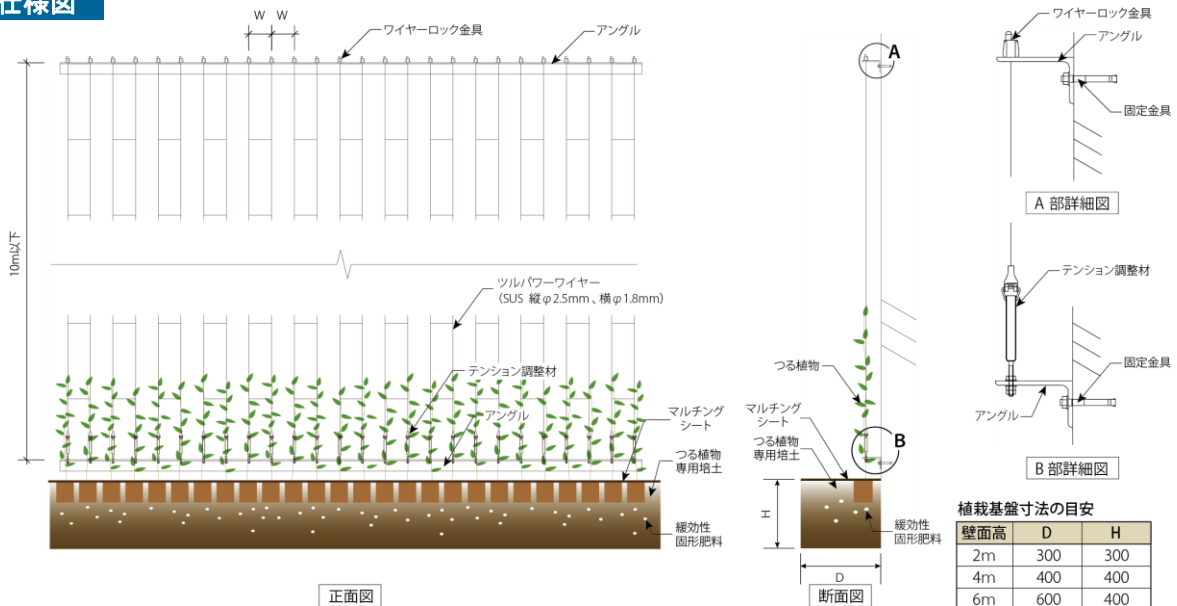 仕様図
W W
ワイヤーロック金具
アングル
10m以下
ツルパワーワイヤー
（SUS 縦φ2.5mm、横φ1.8mm）
テンション調整材
アングル
マルチング
シート
つる植物
専用培土
緩効性
固形肥料
正面図
A
つる植物
マルチング
シート
つる植物
専用培土
B
H
緩効性
固形肥料
D
断面図
ワイヤーロック金具
アングル
固定金具
A 部詳細図
テンション調整材
固定金具
アングル
B 部詳細図
植栽基盤寸法の目安
壁面高 D H
2m 300 300
4m 400 400
6m 600 400